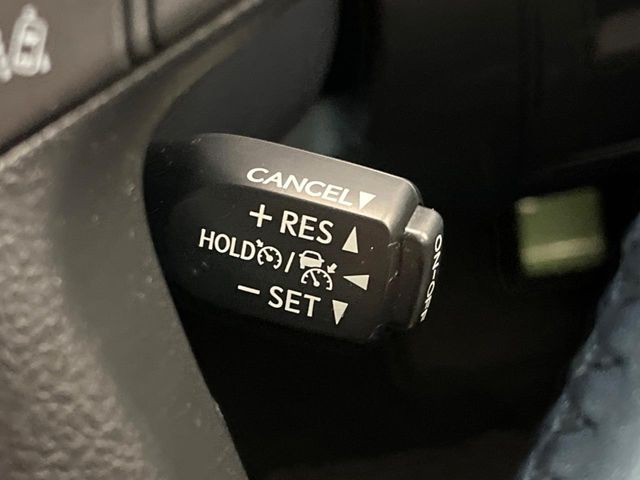 CANCEL
+ RES
HOLD /
- SET
ON-OFF